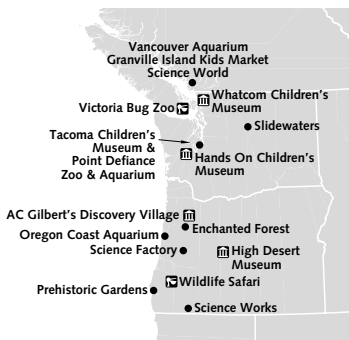 Vancouver Aquarium
Granville Island Kids Market
Science World
Whatcom Children's
Museum
Victoria Bug Zoo
Slidewaters
Tacoma Children's
Museum &
Point Defiance
Zoo & Aquarium
Hands On Children's
Museum
AC Gilbert's Discovery Village
Enchanted Forest
Oregon Coast Aquarium
Science Factory
High Desert
Museum
Wildlife Safari
Prehistoric Gardens
Science Works